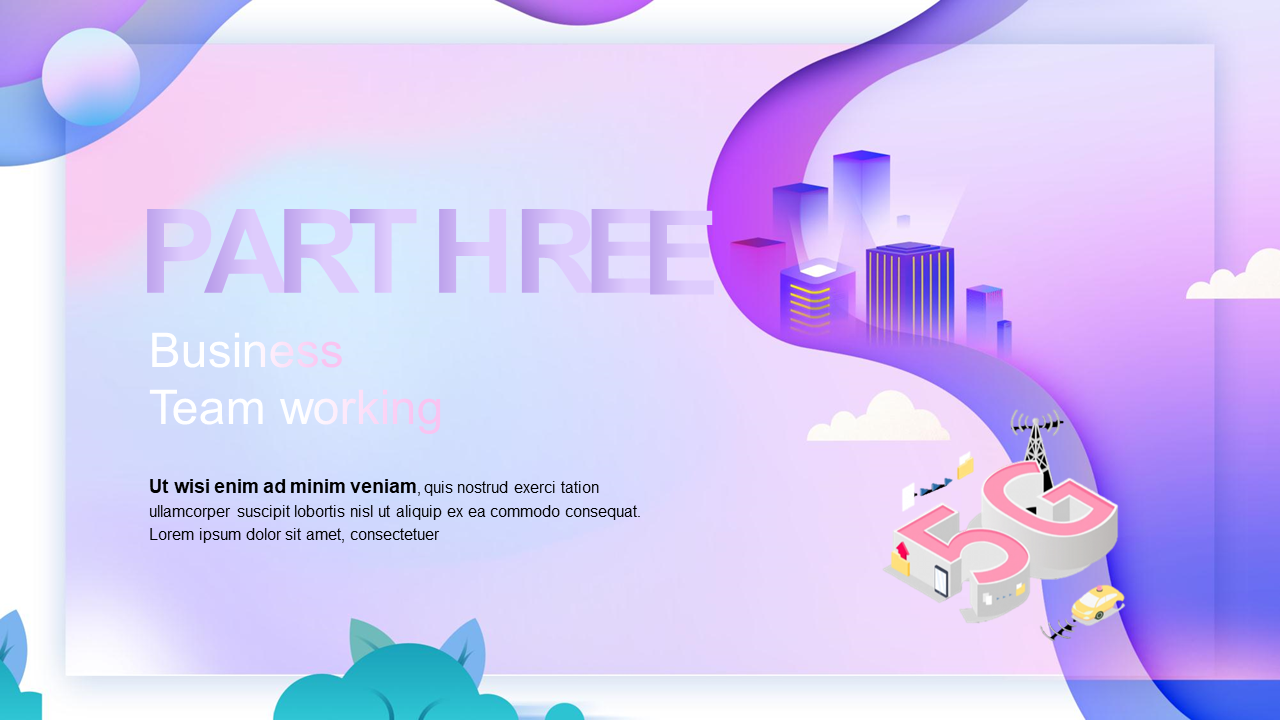 PART HREE
Business
Team working
Ut wisi enim ad minim veniam, quis nostrud exerci tation
ullamcorper suscipit lobortis nisl ut aliquip ex ea commodo consequat.
Lorem ipsum dolor sit amet, consectetuer
5G